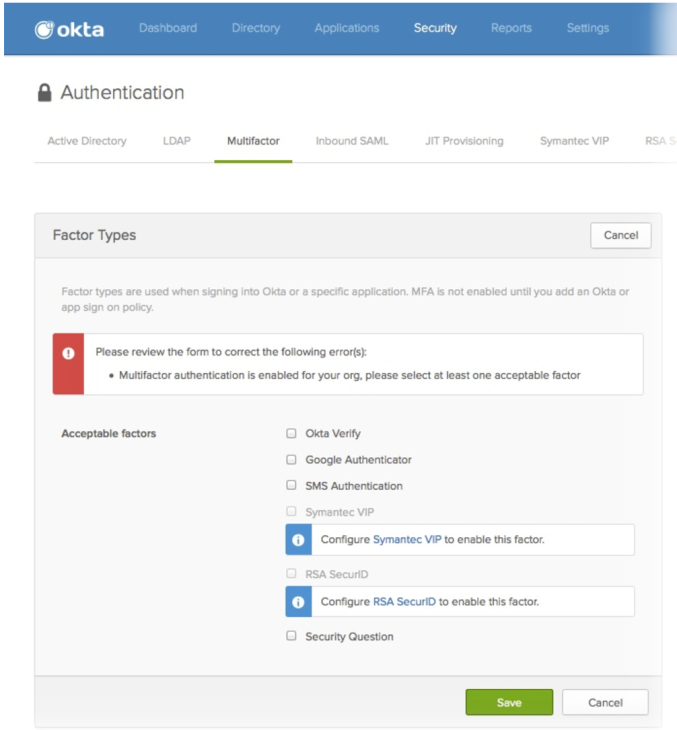 okta Dashboard Directory Applications Security Reports Settings
Authentication
Active Directory LDAP Multifactor Inbound SAML JIT Provisioning Symantec VIP RSA S
Factor Types Cancel
Factor types are used when signing into Okta or a specific application. MFA is not enabled until you add an Okta or
app sign on policy.
Please review the form to correct the following error(s):
• Multifactor authentication is enabled for your org, please select at least one acceptable factor
Acceptable factors Okta Verify
Google Authenticator
SMS Authentication
Symantec VIP
Configure Symantec VIP to enable this factor.
RSA SecurID
Configure RSA SecurID to enable this factor.
Security Question
Save Cancel